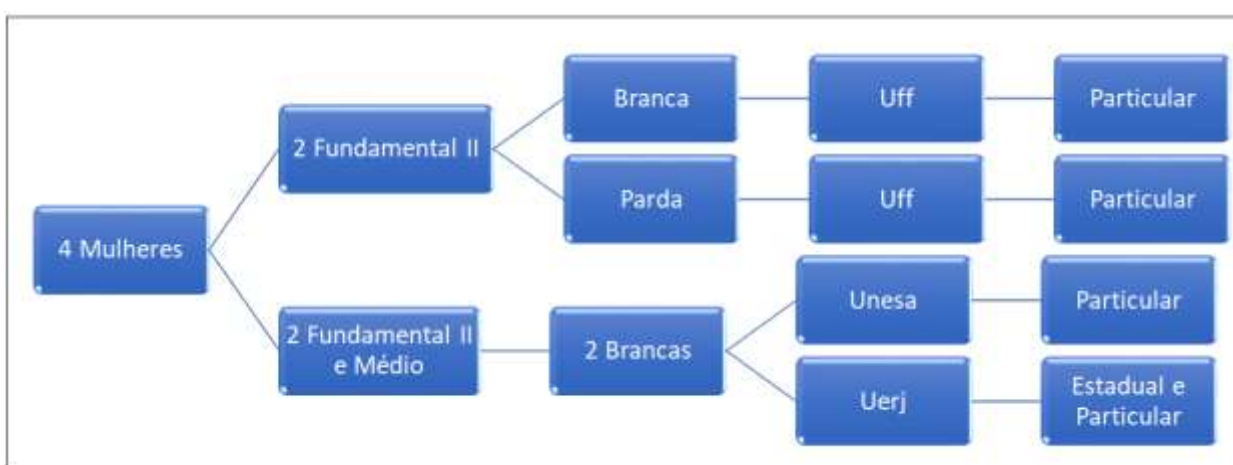 4 Mulheres
2 Fundamental II
Branca
Uff
Particular
Parda
Uff
Particular
2 Fundamental II
e Médio
2 Brancas
Unesa
Particular
Uerj
Estadual e
Particular